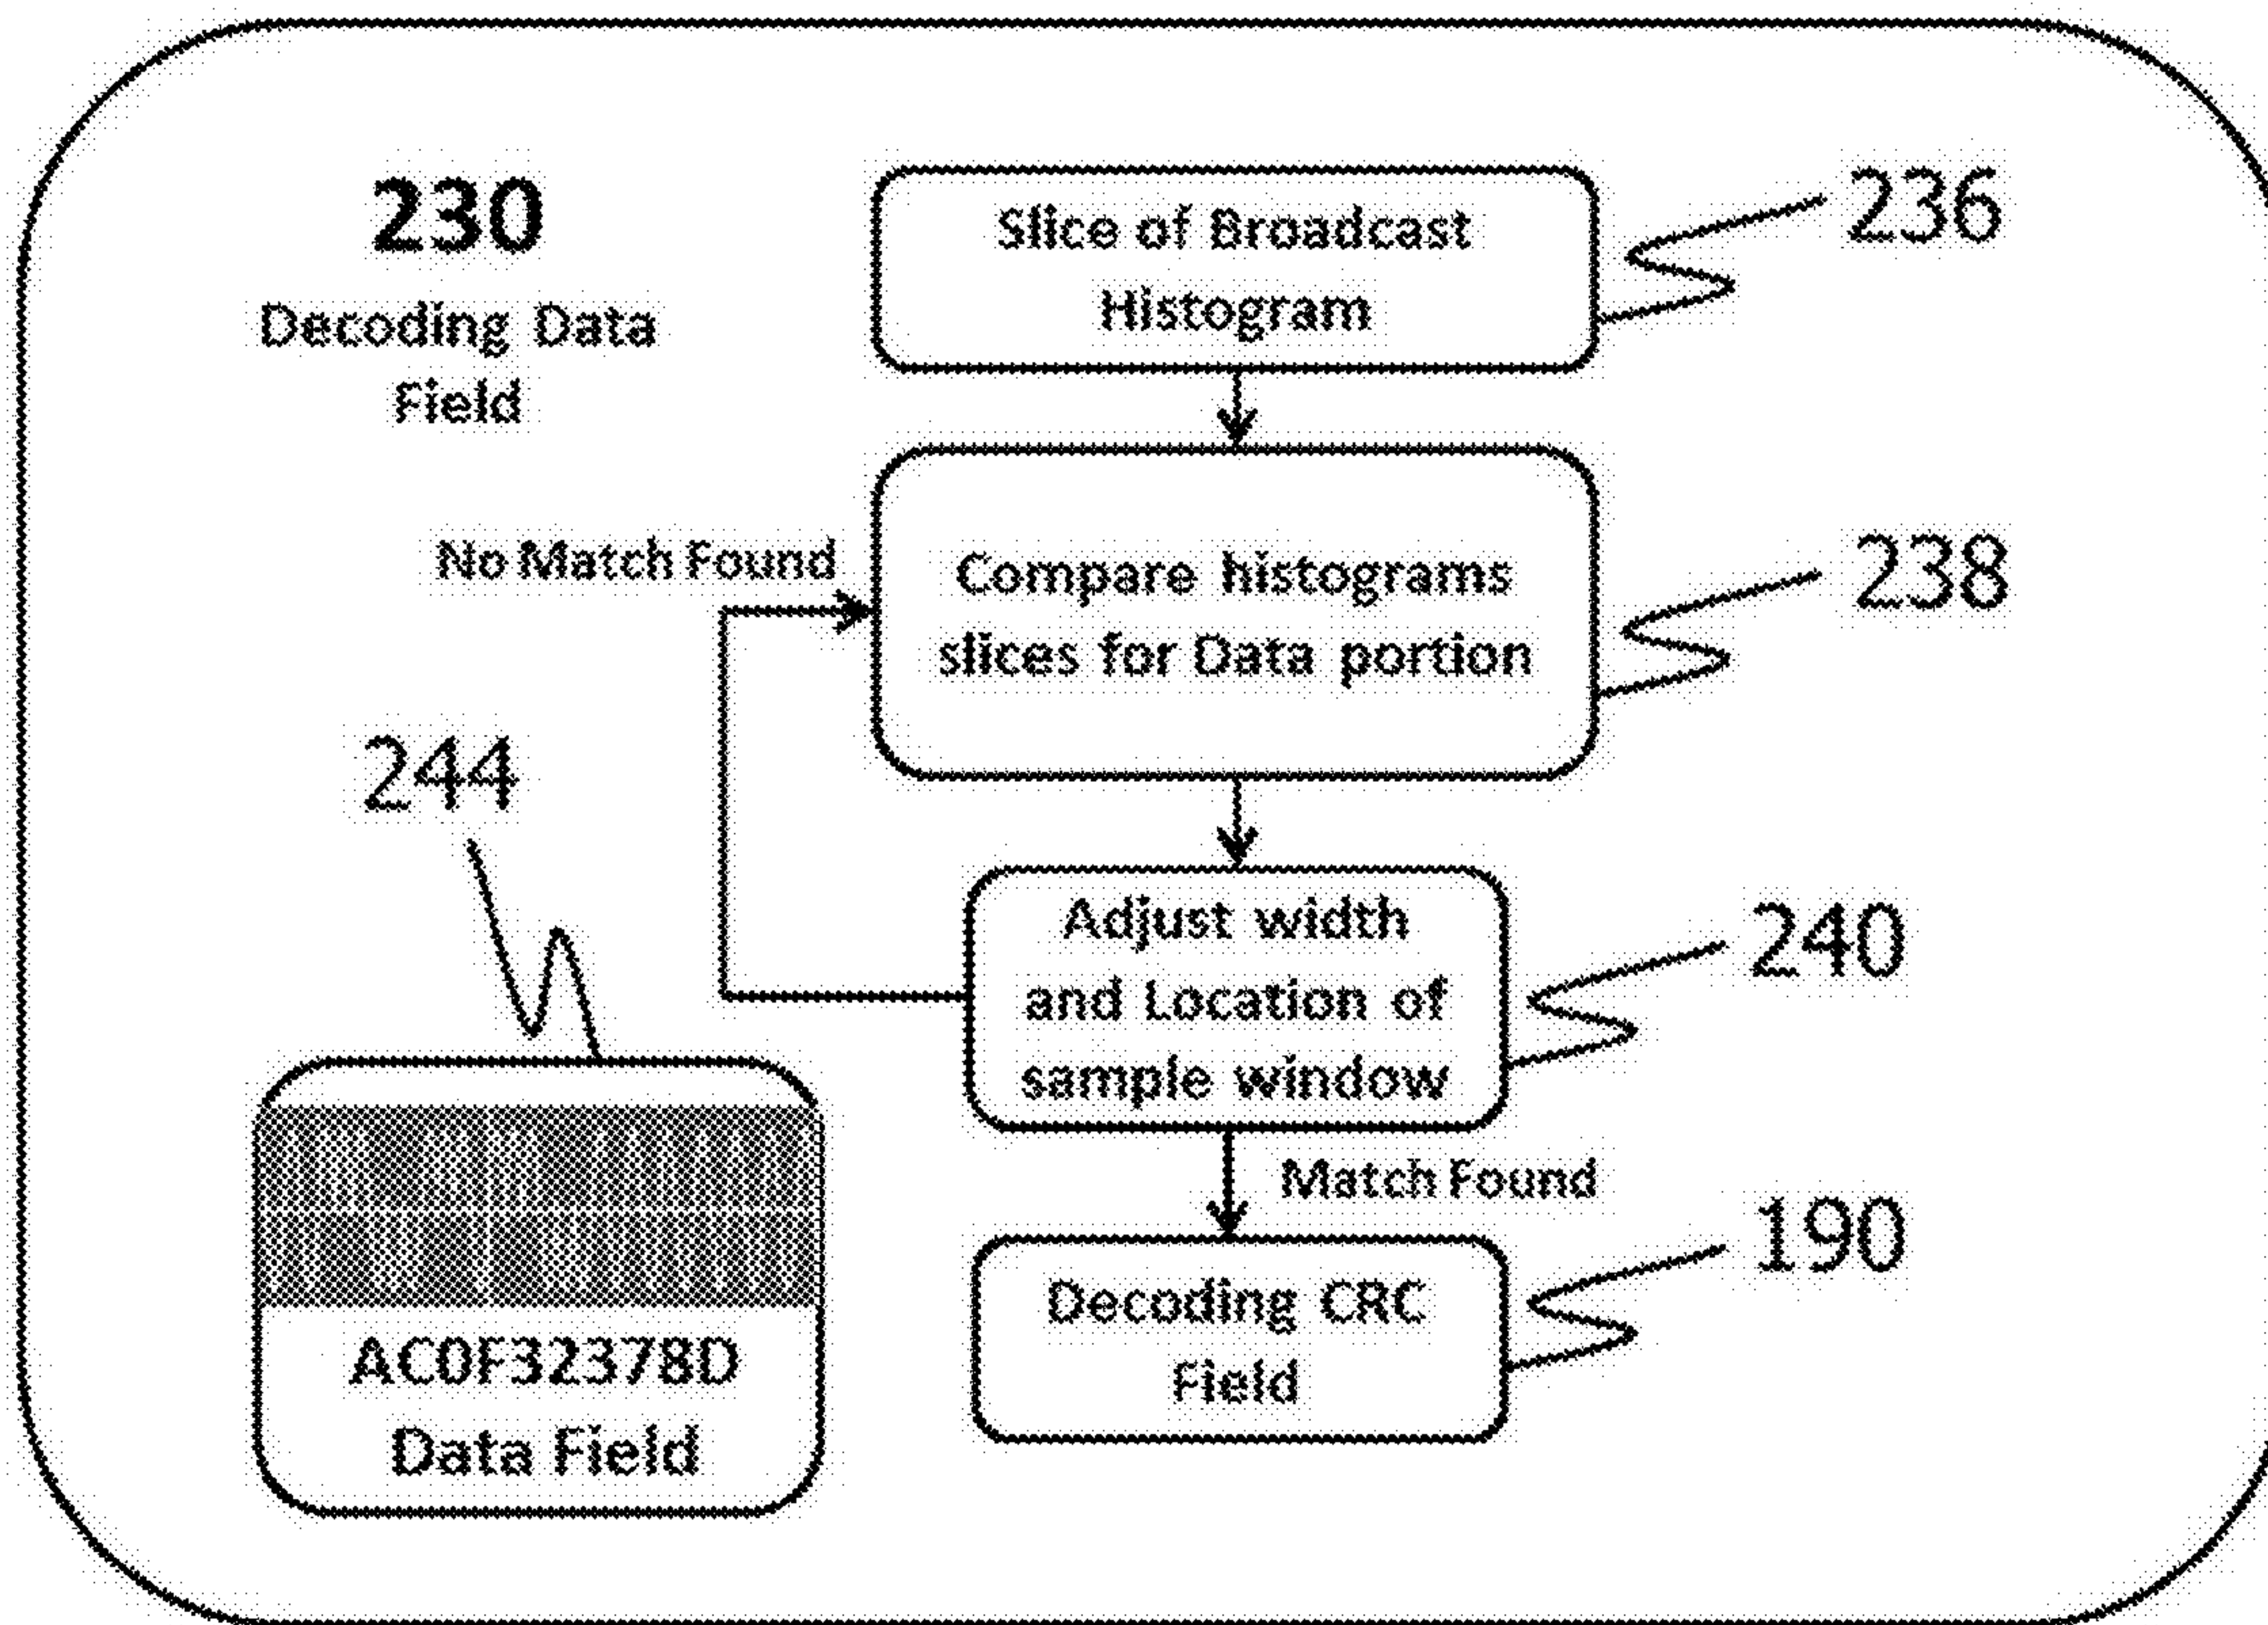 230
Decoding Data
Field
Slice of Broadcast
Histogram
236
No Match Found
Compare histograms
slices for Data portion
238
244
Adjust width
and Location of
sample window
240
Match Found
AC0F32378D
Data Field
Decoding CRC
Field
190